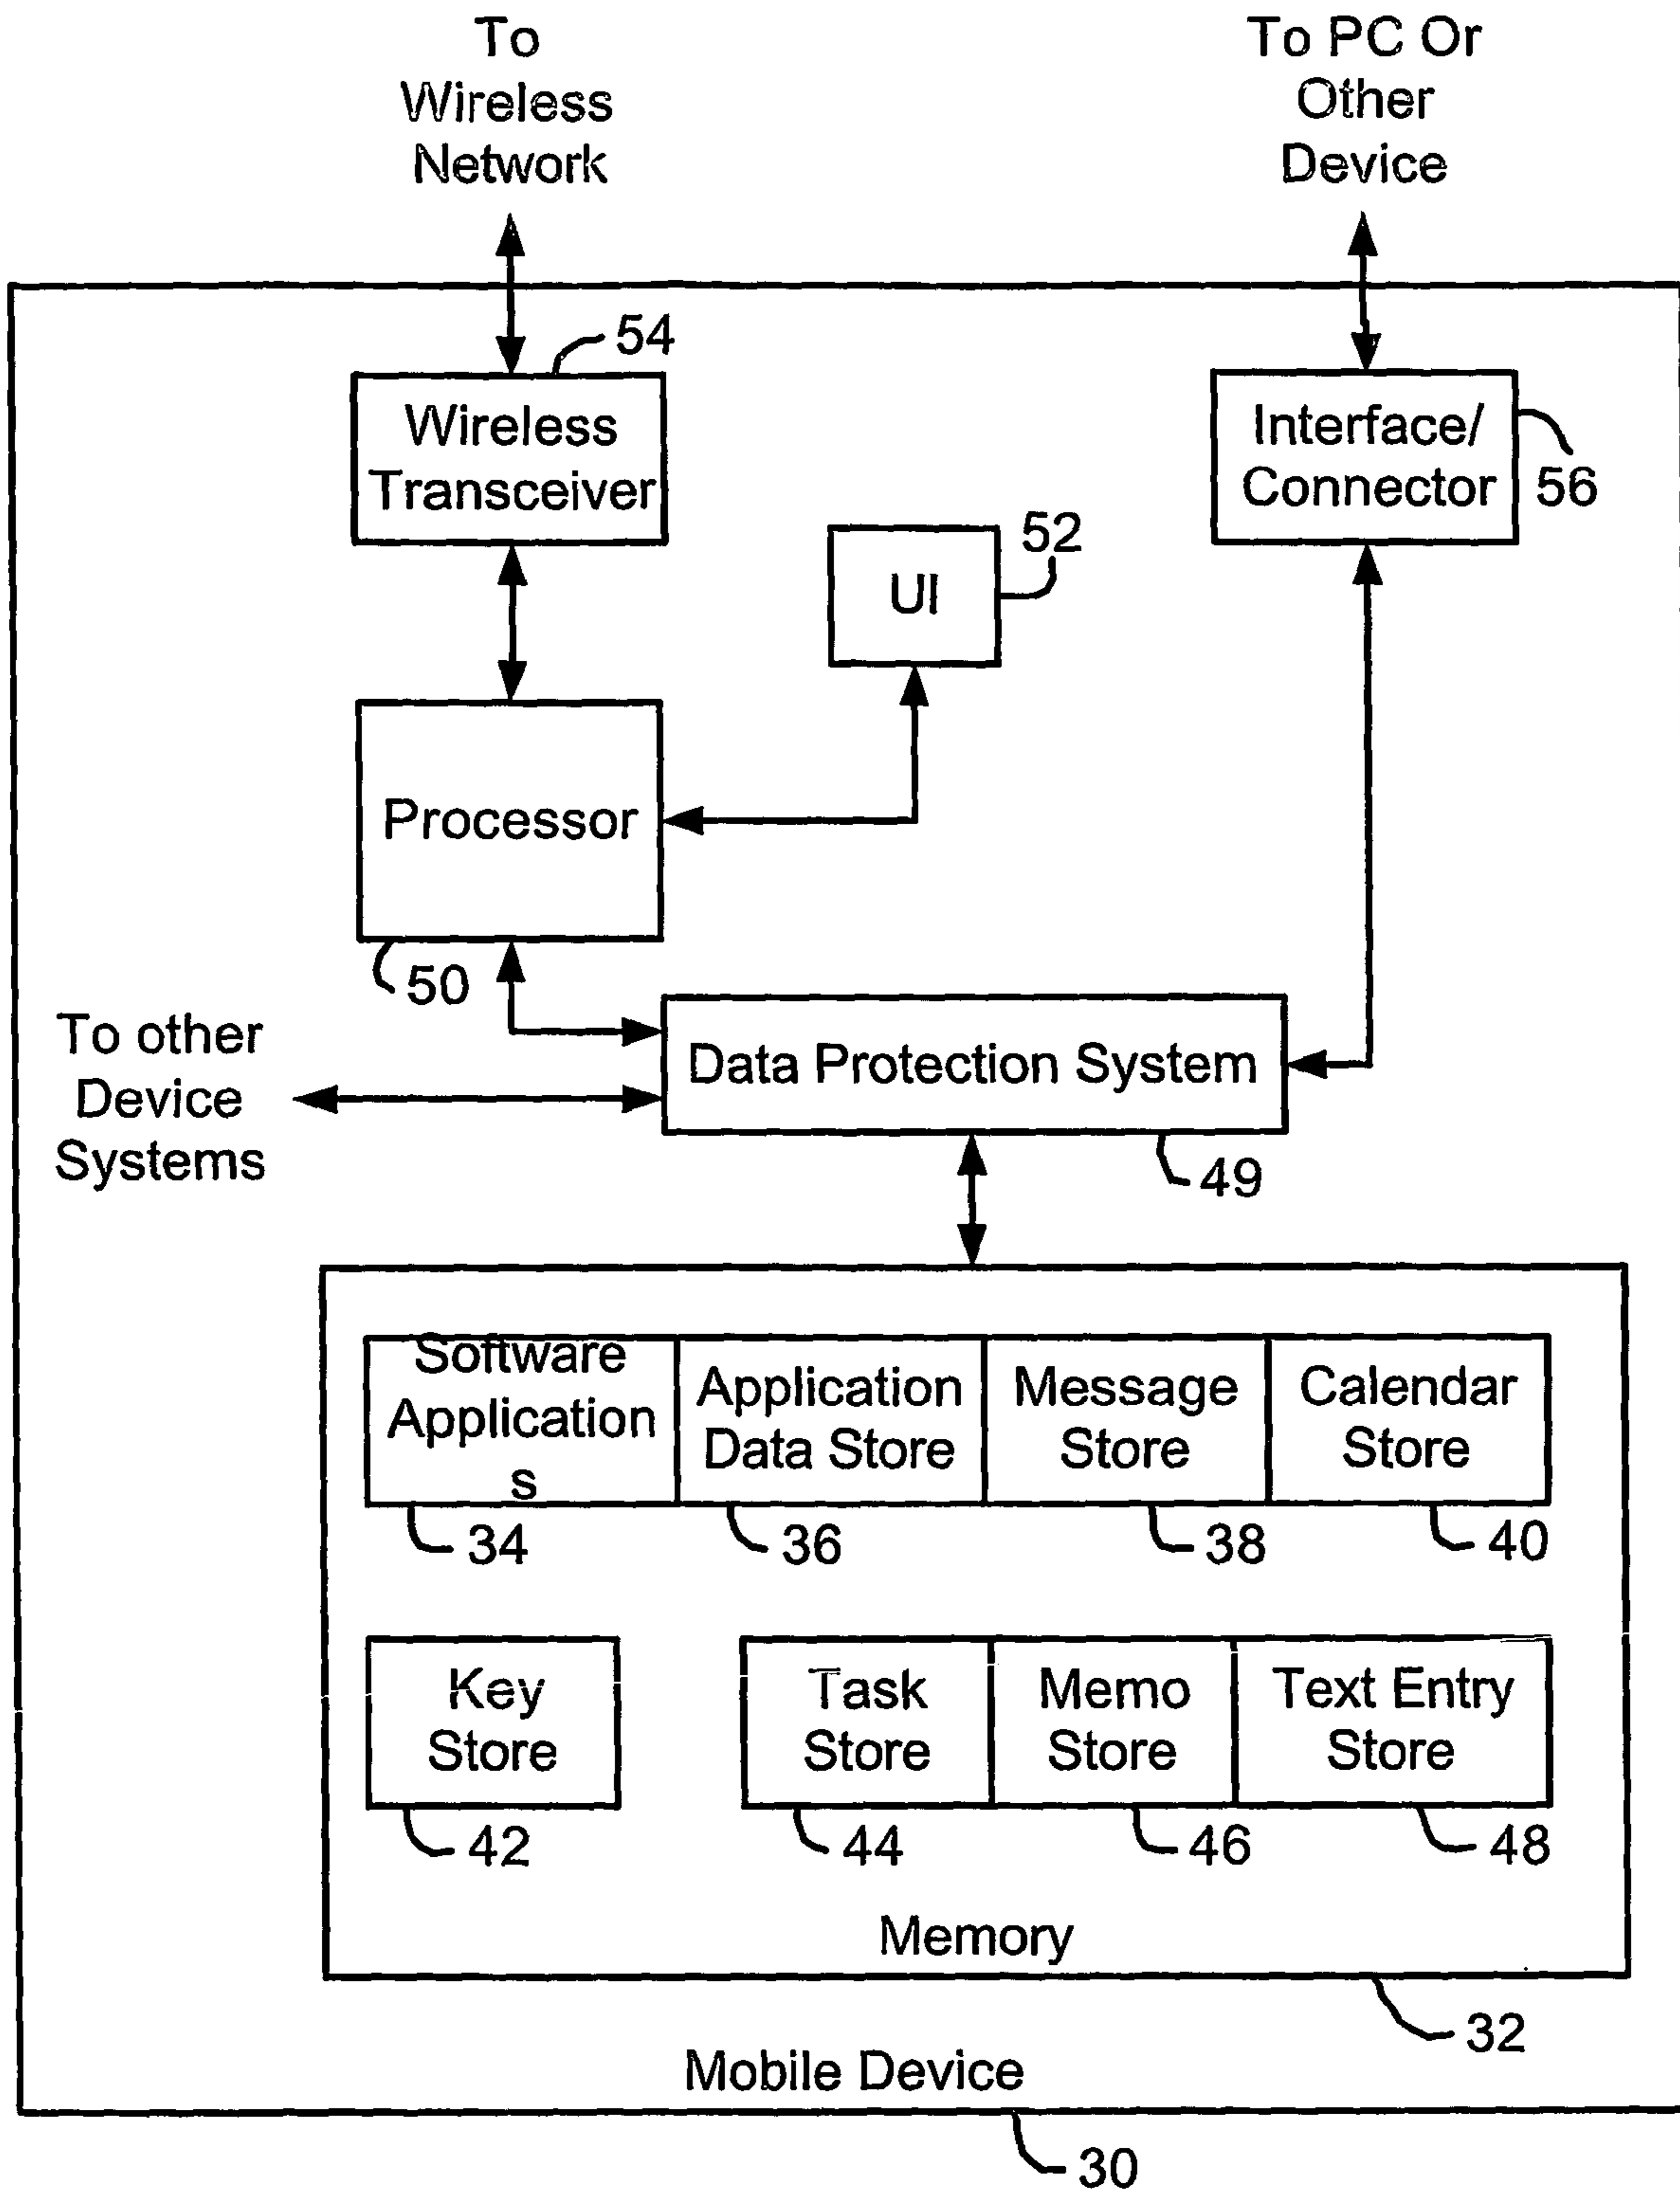 To
Wireless
Network
To PC Or
Other
Device
54
Wireless
Transceiver
Interface/
Connector
56
52
UI
Processor
50
To other
Device
Systems
Data Protection System
49
Software
Application
s
Application
Data Store
Message
Store
Calendar
Store
34
36
38
40
Key
Store
Task
Store
Memo
Store
Text Entry
Store
42
44
46
48
Memory
32
Mobile Device
30